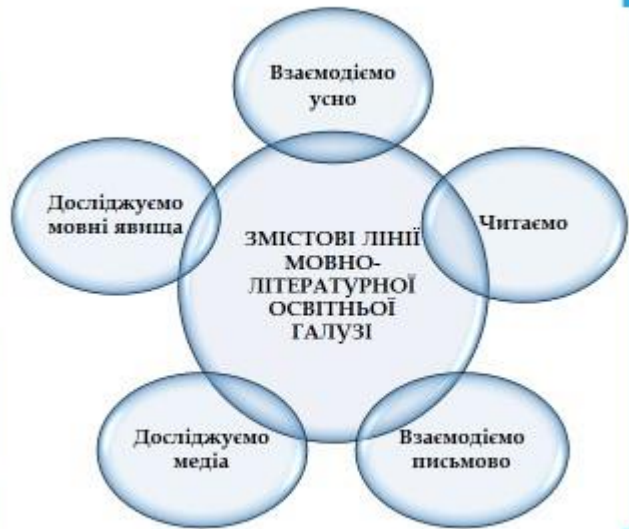 Взаємодіємо
усно
Досліджуємо
мовні явища
Читаємо
ЗМІСТОВІ ЛІНІЇ
МОВНО-
ЛІТЕРАТУРНОЇ
ОСВІТНЬОЇ
ГАЛУЗІ
Досліджуємо
медіа
Взаємодіємо
письмово